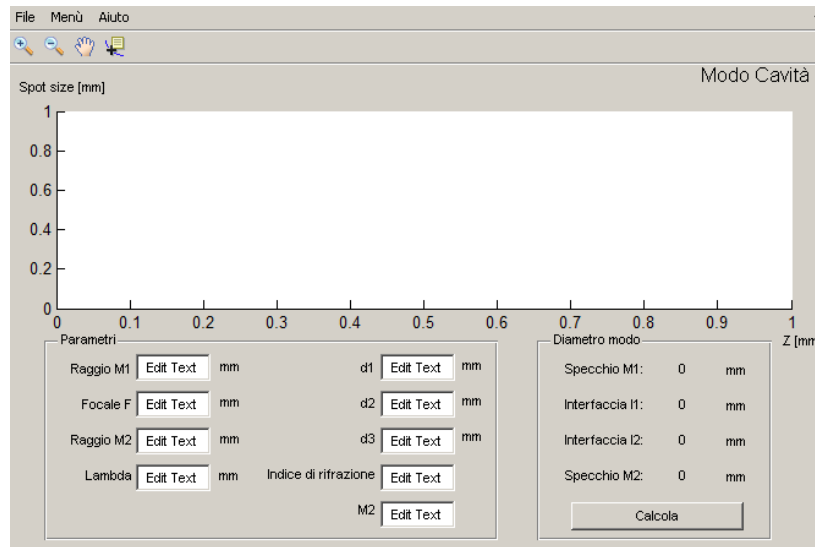 File Menù Aiuto
Modo Cavità
Spot size [mm]
1
0.8
0.6
0.4
0.2
0
0 0.1 0.2 0.3 0.4 0.5 0.6 0.7 0.8 0.9 1
Z [mm
Parametri
Raggio M1 Edit Text mm d1 Edit Text mm
Focale F Edit Text mm d2 Edit Text mm
Raggio M2 Edit Text mm d3 Edit Text mm
Lambda Edit Text mm Indice di rifrazione Edit Text
M2 Edit Text
Diametro modo
Specchio M1: 0 mm
Interfaccia I1: 0 mm
Interfaccia I2: 0 mm
Specchio M2: 0 mm
Calcola